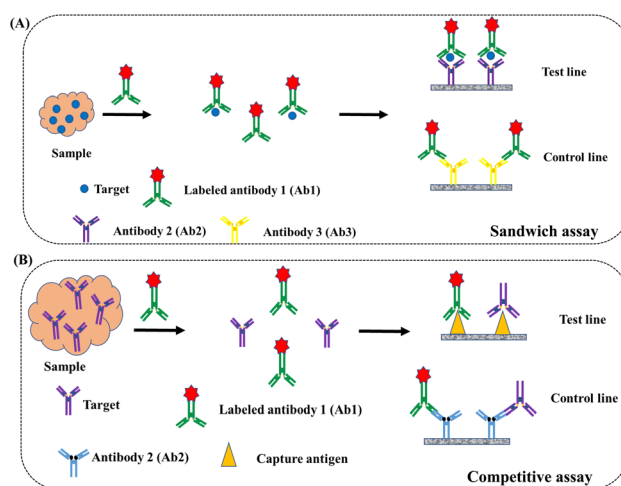 (A)
Test line
Sample
Control line
Target
Labeled antibody 1 (Ab1)
Antibody 2 (Ab2)
Antibody 3 (Ab3)
Sandwich assay
(B)
Test line
Sample
Target
Labeled antibody 1 (Ab1)
Control line
Antibody 2 (Ab2)
Capture antigen
Competitive assay